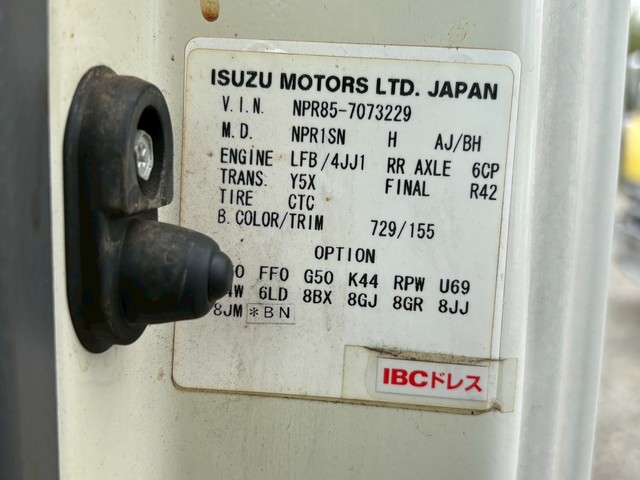 ISUZU MOTORS LTD. JAPAN
V.I.N. NPR85-7073229
M.D. NPR1SN H AJ/BH
ENGINE LFB/4JJ1 RR AXLE 6CP
TRANS. Y5X FINAL R42
TIRE CTC
B.COLOR/TRIM 729/155
OPTION
FF0 G50 K44 RPW U69
6LD 8BX 8GJ 8GR 8JJ
8JM *BN
IBCドレス